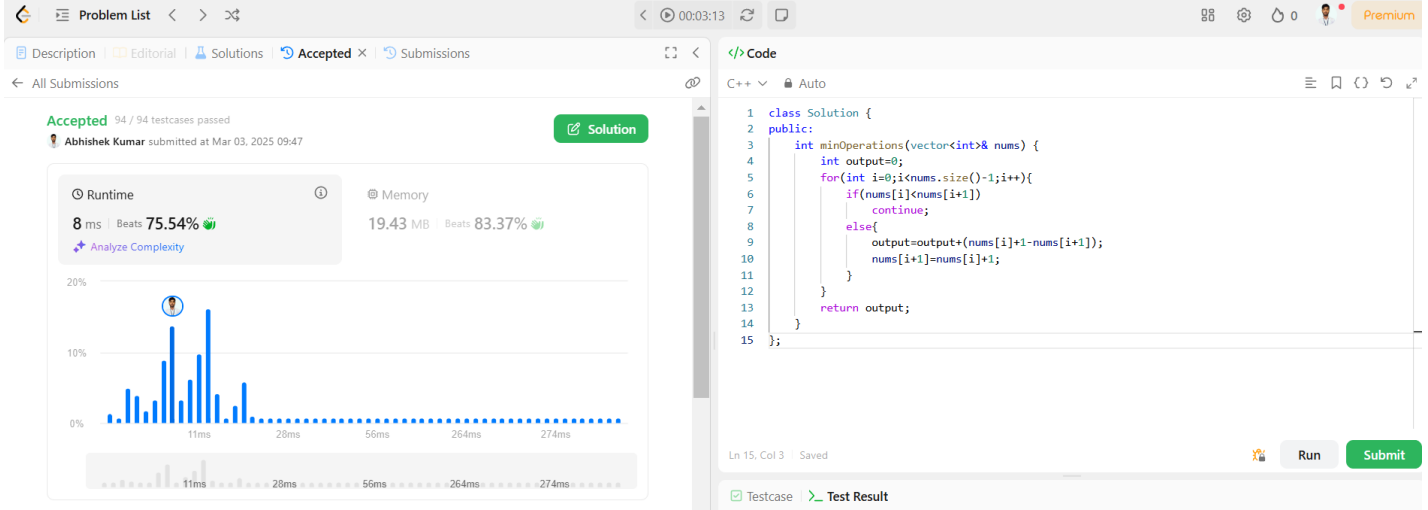 Problem List
00:03:13
0
Premium
Description
Editorial
Solutions
Accepted
Submissions
All Submissions
Accepted 94 / 94 testcases passed
Abhishek Kumar submitted at Mar 03, 2025 09:47
Solution
Runtime
8 ms Beats 75.54%
Analyze Complexity
Memory
19.43 MB Beats 83.37%
20%
10%
0%
11ms 28ms 56ms 264ms 274ms
11ms 28ms 56ms 264ms 274ms
</> Code
C++ Auto
1 class Solution {
2 public:
3     int minOperations(vector<int>& nums) {
4         int output=0;
5         for(int i=0;i<nums.size()-1;i++){
6             if(nums[i]<nums[i+1])
7                 continue;
8             else{
9                 output=output+(nums[i]+1-nums[i+1]);
10                 nums[i+1]=nums[i]+1;
11             }
12         }
13         return output;
14     }
15 };
Ln 15, Col 3 Saved
Run
Submit
Testcase
Test Result